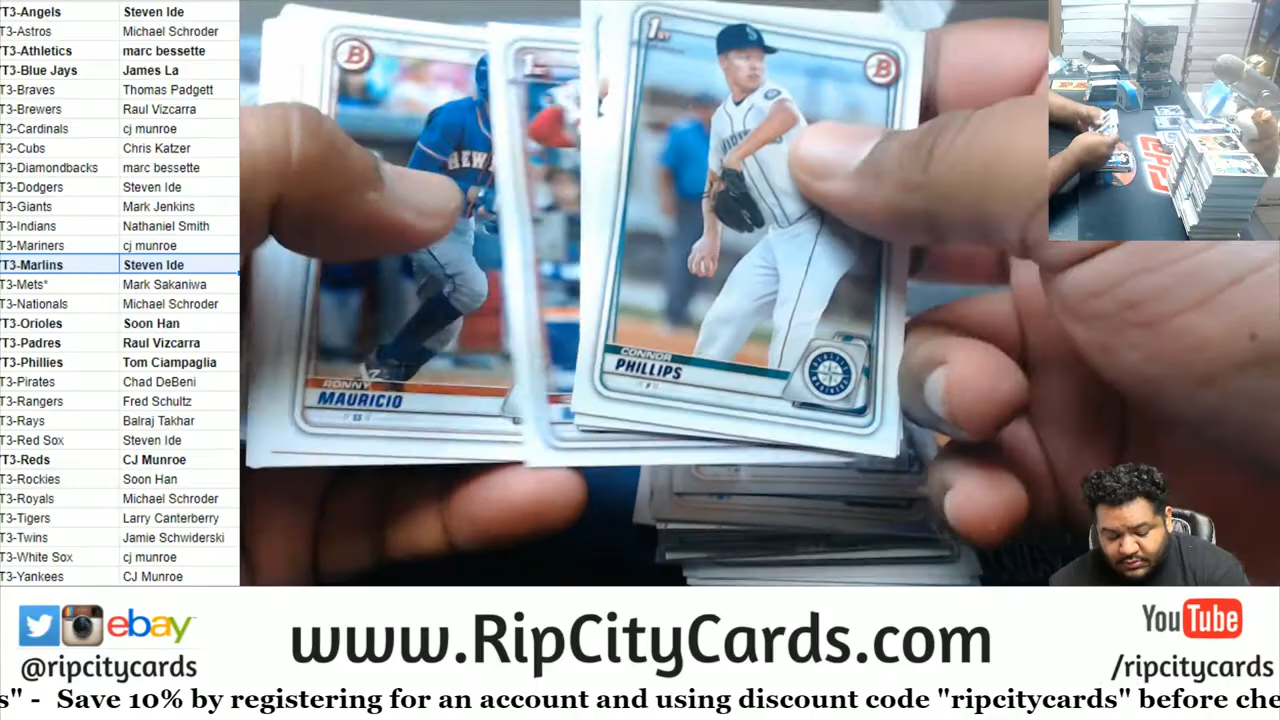 T3-Angels Steven Ide
T3-Astros Michael Schroder
T3-Athletics marc bessette
T3-Blue Jays James La
T3-Braves Thomas Padgett
T3-Brewers Raul Vizcarra
T3-Cardinals cj munroe
T3-Cubs Chris Katzer
T3-Diamondbacks marc bessette
T3-Dodgers Steven Ide
T3-Giants Mark Jenkins
T3-Indians Nathaniel Smith
T3-Mariners cj munroe
T3-Marlins Steven Ide
T3-Mets* Mark Sakaniwa
T3-Nationals Michael Schroder
T3-Orioles Soon Han
T3-Padres Raul Vizcarra
T3-Phillies Tom Ciampaglia
T3-Pirates Chad DeBeni
T3-Rangers Fred Schultz
T3-Rays Balraj Takhar
T3-Red Sox Steven Ide
T3-Reds CJ Munroe
T3-Rockies Soon Han
T3-Royals Michael Schroder
T3-Tigers Larry Canterberry
T3-Twins Jamie Schwiderski
T3-White Sox cj munroe
T3-Yankees CJ Munroe
B
RONNY
MAURICIO
SS
1ST
B
CONNOR
PHILLIPS
P
ebay
@ripcitycards
www.RipCityCards.com
YouTube
/ripcitycards
s" - Save 10% by registering for an account and using discount code "ripcitycards" before che